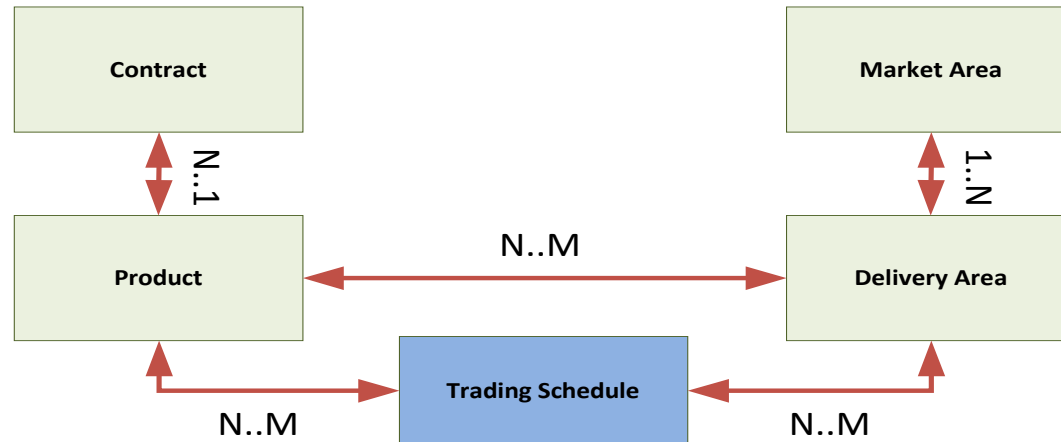 Contract
Market Area
N..1
1..N
Product
N..M
Delivery Area
Trading Schedule
N..M
N..M